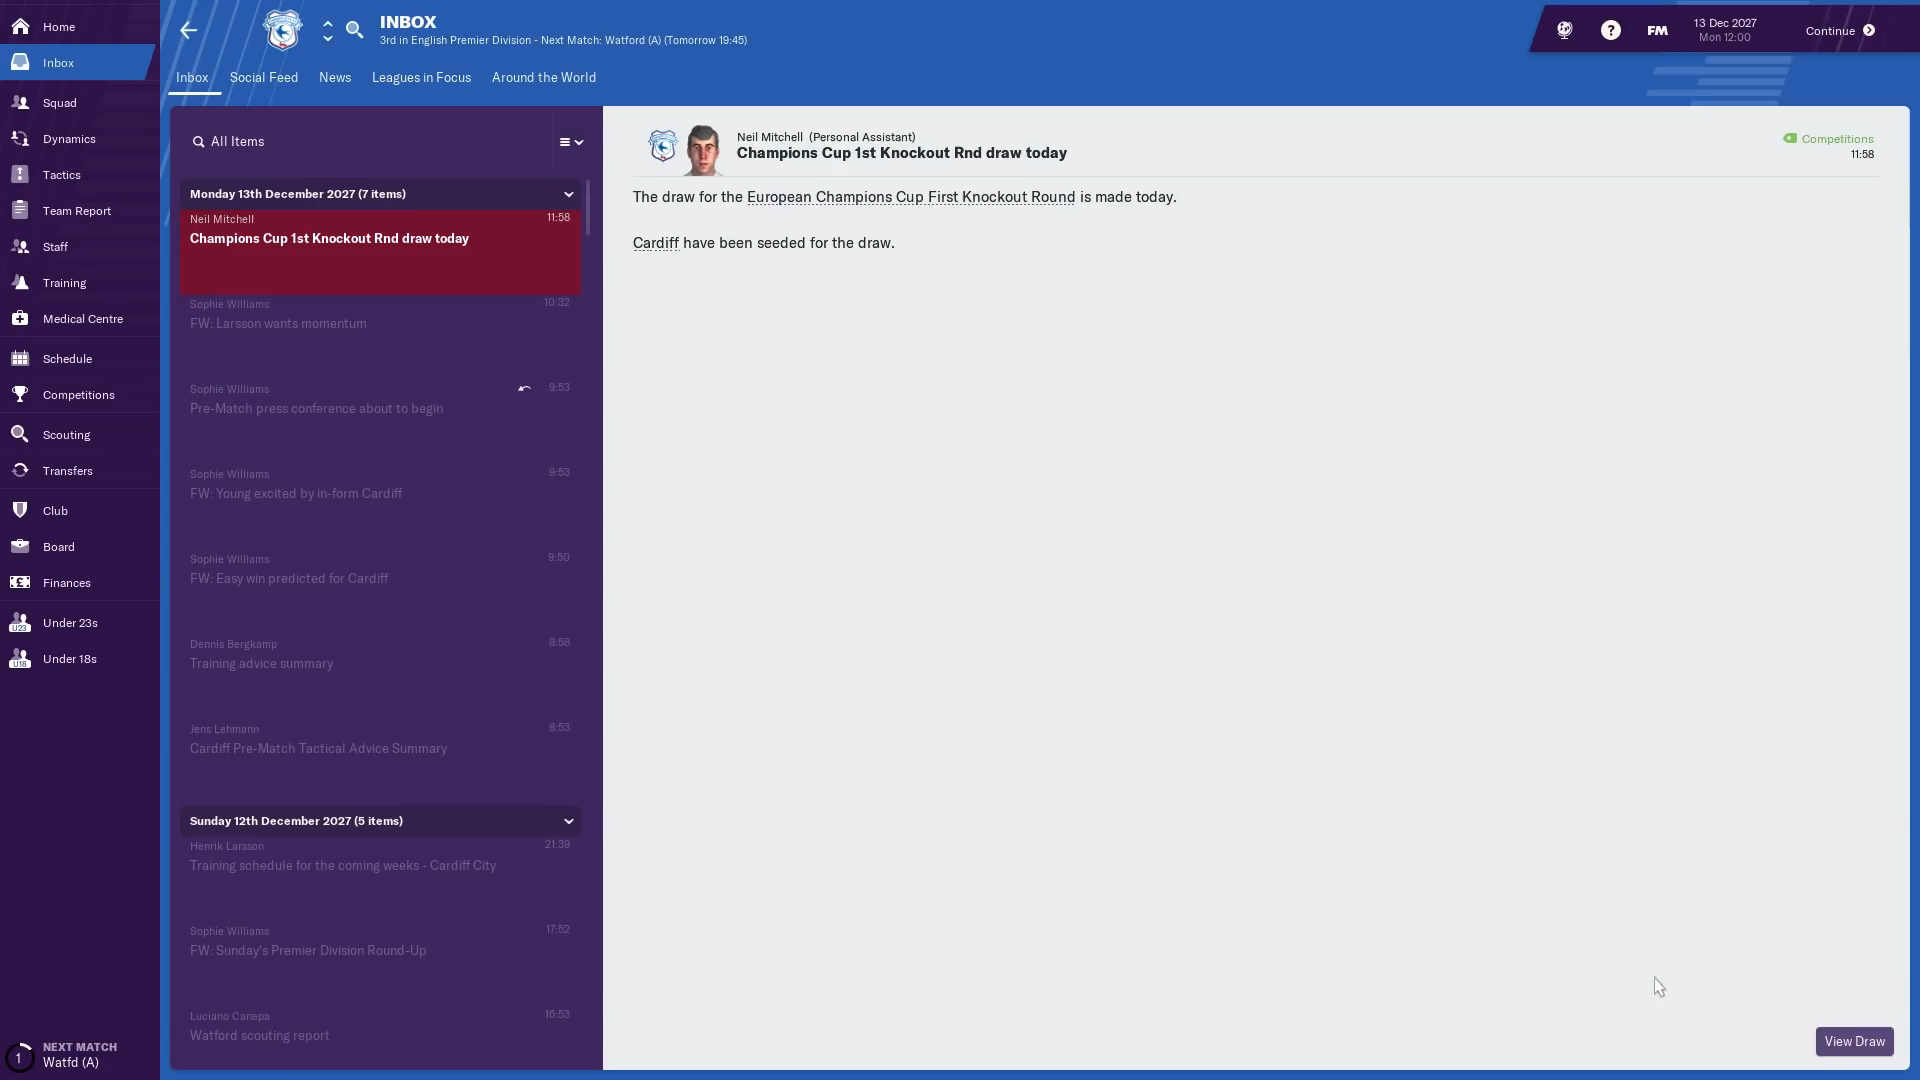 Home
Inbox
Squad
Dynamics
Tactics
Team Report
Staff
Training
Medical Centre
Schedule
Competitions
Scouting
Transfers
Club
Board
Finances
U23
Under 23s
U18
Under 18s
1
NEXT MATCH
Watfd (A)
INBOX
3rd in English Premier Division - Next Match: Watford (A) (Tomorrow 19:45)
Inbox Social Feed News Leagues in Focus Around the World
? FM
13 Dec 2027
Mon 12:00
Continue
All Items
Monday 13th December 2027 (7 items)
Neil Mitchell 11:58
Champions Cup 1st Knockout Rnd draw today
Sophie Williams 10:32
FW: Larsson wants momentum
Sophie Williams 9:53
Pre-Match press conference about to begin
Sophie Williams 9:53
FW: Young excited by in-form Cardiff
Sophie Williams 9:50
FW: Easy win predicted for Cardiff
Dennis Bergkamp 8:58
Training advice summary
Jens Lehmann 8:53
Cardiff Pre-Match Tactical Advice Summary
Sunday 12th December 2027 (5 items)
Henrik Larsson 21:39
Training schedule for the coming weeks - Cardiff City
Sophie Williams 17:52
FW: Sunday's Premier Division Round-Up
Luciano Canepa 16:53
Watford scouting report
Neil Mitchell (Personal Assistant)
Champions Cup 1st Knockout Rnd draw today
Competitions
11:58
The draw for the European Champions Cup First Knockout Round is made today.
Cardiff have been seeded for the draw.
View Draw